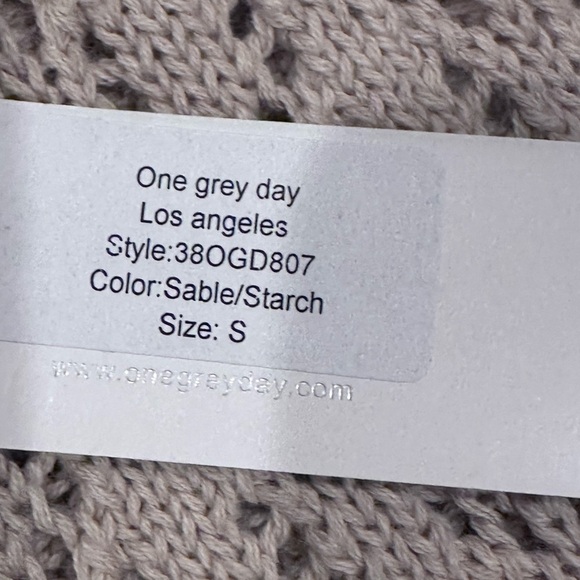 One grey day
Los angeles
Style:38OGD807
Color:Sable/Starch
Size: S
www.onegreyday.com